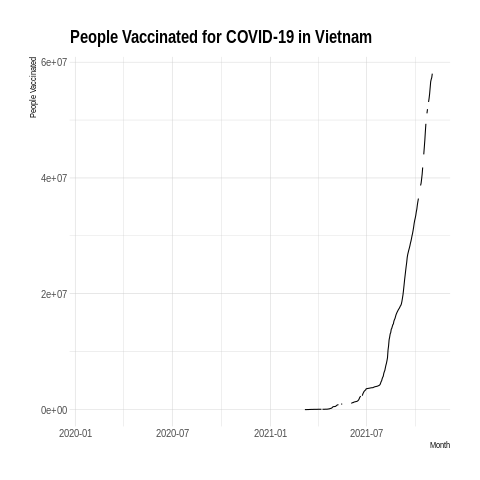 People Vaccinated for COVID-19 in Vietnam
People Vaccinated
6e+07
4e+07
2e+07
0e+00
2020-01 2020-07 2021-01 2021-07
Month